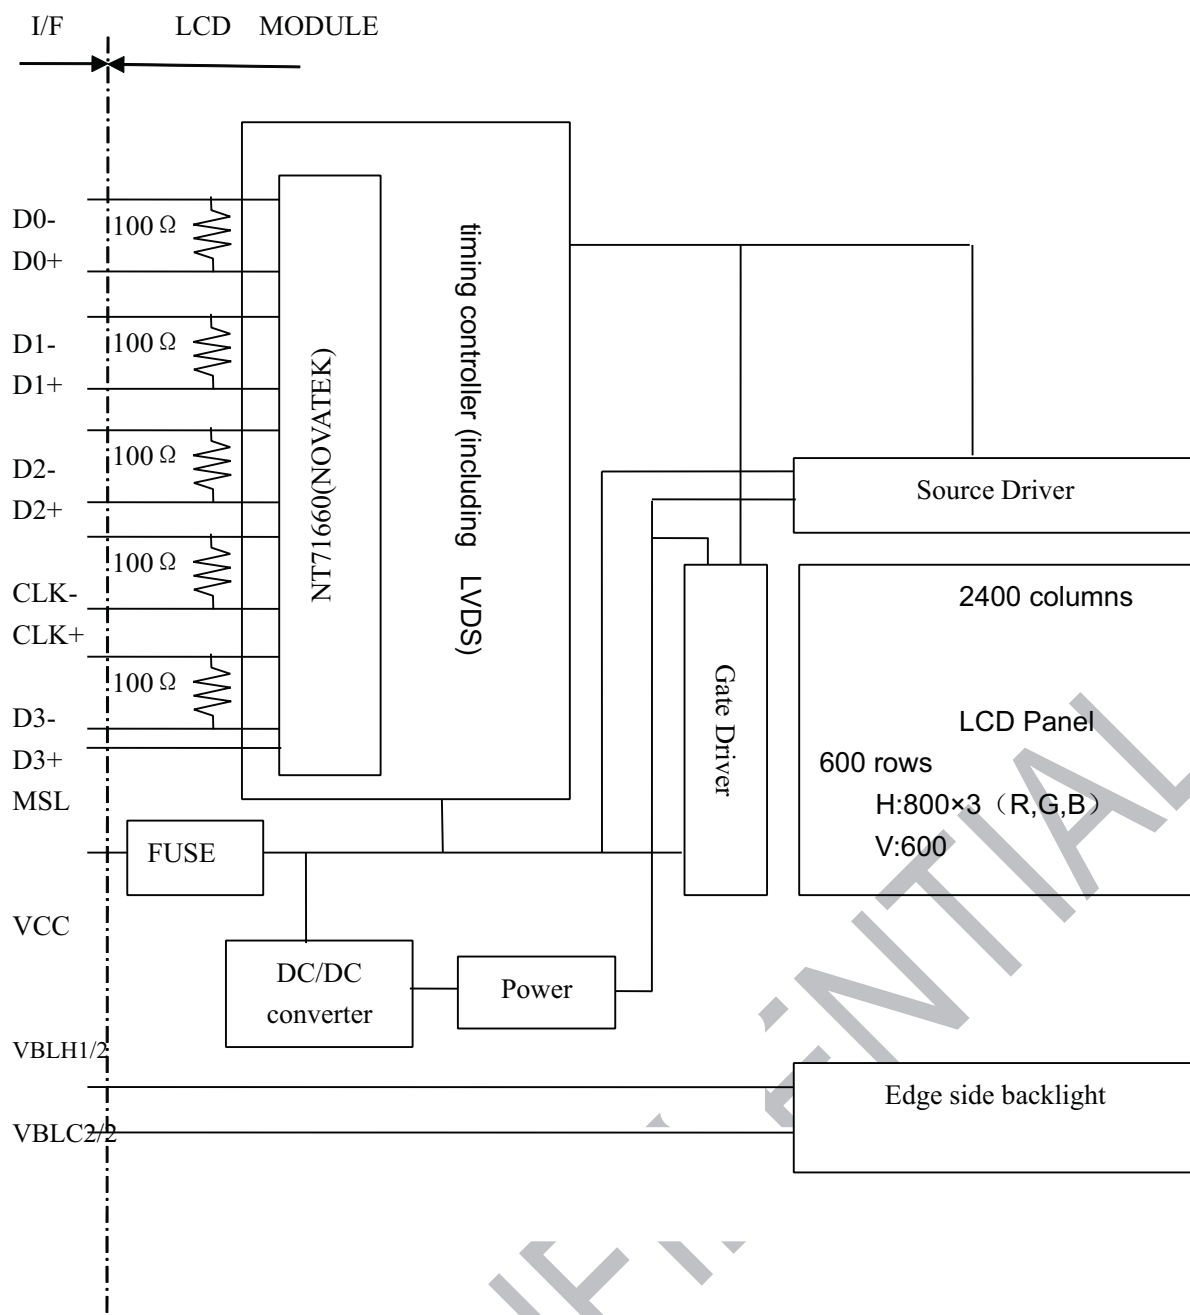 I/F
LCD MODULE
D0-
100 Ω
D0+
D1-
100 Ω
D1+
D2-
100 Ω
D2+
CLK-
100 Ω
CLK+
D3-
100 Ω
D3+
MSL
NT71660(NOVATEK)
timing controller (including LVDS)
Source Driver
2400 columns
Gate Driver
LCD Panel
600 rows
H:800×3（R,G,B）
V:600
FUSE
VCC
DC/DC
converter
Power
VBLH1/2
VBLC2/2
Edge side backlight